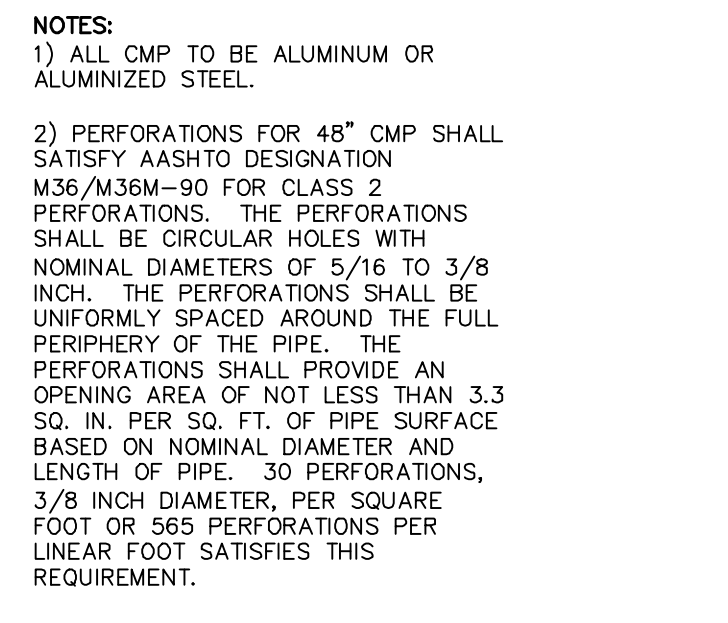 NOTES:
1) ALL CMP TO BE ALUMINUM OR
ALUMINIZED STEEL.
2) PERFORATIONS FOR 48" CMP SHALL
SATISFY AASHTO DESIGNATION
M36/M36M-90 FOR CLASS 2
PERFORATIONS. THE PERFORATIONS
SHALL BE CIRCULAR HOLES WITH
NOMINAL DIAMETERS OF 5/16 TO 3/8
INCH. THE PERFORATIONS SHALL BE
UNIFORMLY SPACED AROUND THE FULL
PERIPHERY OF THE PIPE. THE
PERFORATIONS SHALL PROVIDE AN
OPENING AREA OF NOT LESS THAN 3.3
SQ. IN. PER SQ. FT. OF PIPE SURFACE
BASED ON NOMINAL DIAMETER AND
LENGTH OF PIPE. 30 PERFORATIONS,
3/8 INCH DIAMETER, PER SQUARE
FOOT OR 565 PERFORATIONS PER
LINEAR FOOT SATISFIES THIS
REQUIREMENT.